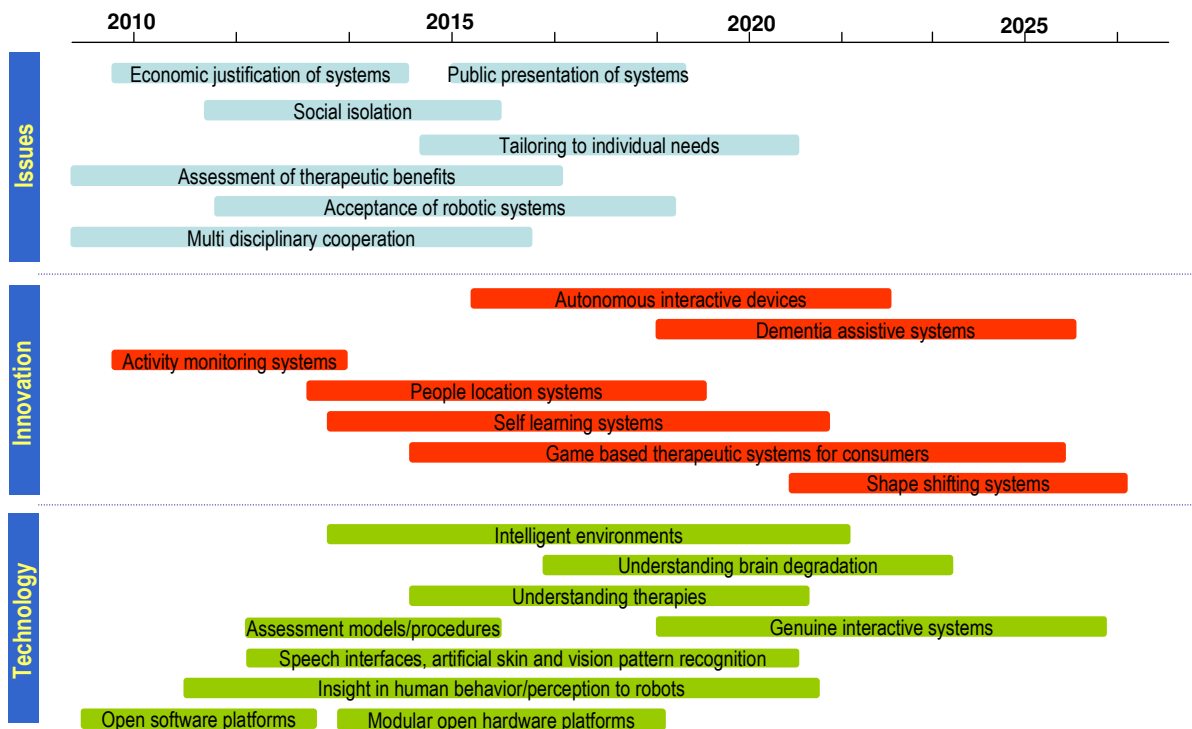 2010 2015 2020 2025
Issues
Economic justification of systems Public presentation of systems
Social isolation
Tailoring to individual needs
Assessment of therapeutic benefits
Acceptance of robotic systems
Multi disciplinary cooperation
Innovation
Autonomous interactive devices
Dementia assistive systems
Activity monitoring systems
People location systems
Self learning systems
Game based therapeutic systems for consumers
Shape shifting systems
Technology
Intelligent environments
Understanding brain degradation
Understanding therapies
Assessment models/procedures Genuine interactive systems
Speech interfaces, artificial skin and vision pattern recognition
Insight in human behavior/perception to robots
Open software platforms Modular open hardware platforms